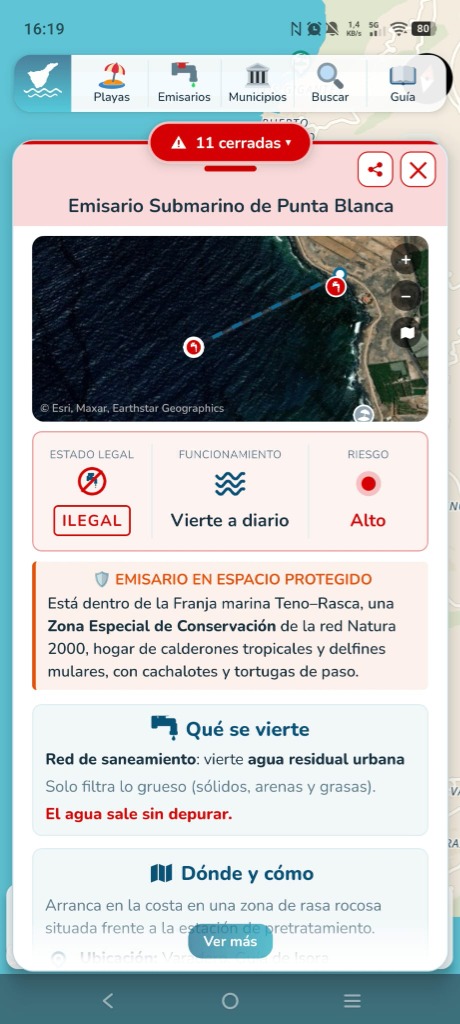 16:19
1,4
KB/s
5G
80
Playas
Emisarios
Municipios
Buscar
Guía
PUERTO
11 cerradas
Emisario Submarino de Punta Blanca
+
−
© Esri, Maxar, Earthstar Geographics
ESTADO LEGAL
FUNCIONAMIENTO
RIESGO
ILEGAL
Vierte a diario
Alto
EMISARIO EN ESPACIO PROTEGIDO
Está dentro de la Franja marina Teno–Rasca, una
Zona Especial de Conservación de la red Natura
2000, hogar de calderones tropicales y delfines
mulares, con cachalotes y tortugas de paso.
Qué se vierte
Red de saneamiento: vierte agua residual urbana
Solo filtra lo grueso (sólidos, arenas y grasas).
El agua sale sin depurar.
Dónde y cómo
Arranca en la costa en una zona de rasa rocosa
situada frente a la estación de pretratamiento.
Ver más
Ubicación: